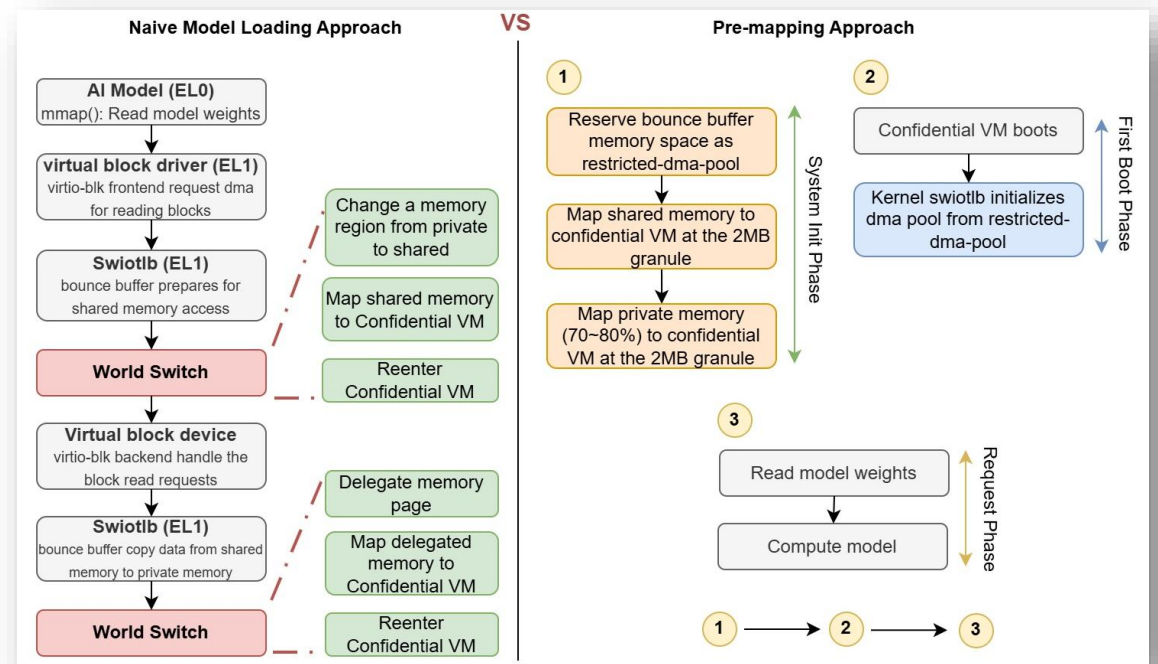 Naive Model Loading Approach
VS
Pre-mapping Approach
AI Model (EL0)
mmap(): Read model weights
virtual block driver (EL1)
virtio-blk frontend request dma
for reading blocks
Swiotlb (EL1)
bounce buffer prepares for
shared memory access
World Switch
Change a memory
region from private
to shared
Map shared memory
to Confidential VM
Reenter
Confidential VM
Virtual block device
virtio-blk backend handle the
block read requests
Swiotlb (EL1)
bounce buffer copy data from shared
memory to private memory
World Switch
Delegate memory
page
Map delegated
memory to
Confidential VM
Reenter
Confidential VM
1
Reserve bounce buffer
memory space as
restricted-dma-pool
Map shared memory to
confidential VM at the 2MB
granule
Map private memory
(70~80%) to confidential
VM at the 2MB granule
System Init Phase
2
Confidential VM boots
Kernel swiotlb initializes
dma pool from restricted-
dma-pool
First Boot Phase
3
Read model weights
Compute model
Request Phase
1
2
3